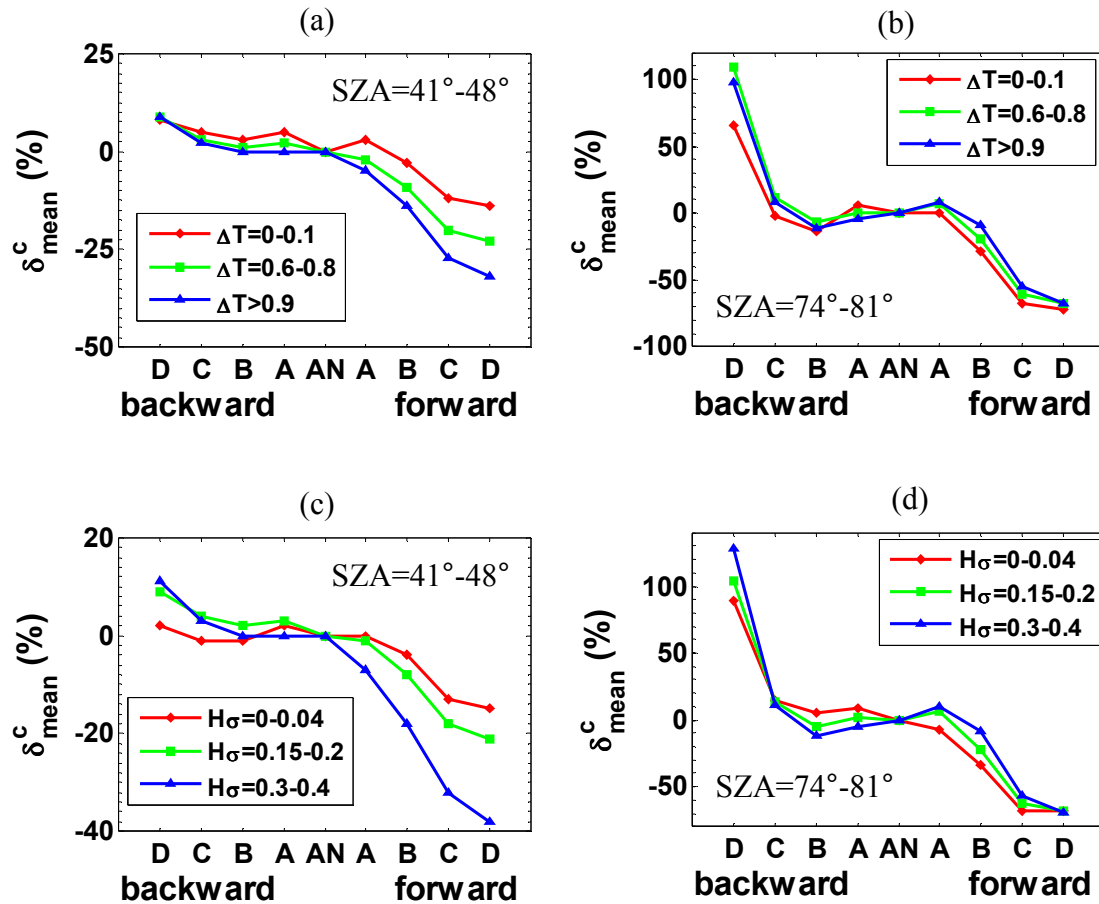 (a)
25
0
-25
-50
δ^c_mean (%)
SZA=41°-48°
ΔT=0-0.1
ΔT=0.6-0.8
ΔT>0.9
D C B A AN A B C D
backward forward
(b)
100
50
0
-50
-100
δ^c_mean (%)
ΔT=0-0.1
ΔT=0.6-0.8
ΔT>0.9
SZA=74°-81°
D C B A AN A B C D
backward forward
(c)
20
0
-20
-40
δ^c_mean (%)
SZA=41°-48°
Hσ=0-0.04
Hσ=0.15-0.2
Hσ=0.3-0.4
D C B A AN A B C D
backward forward
(d)
100
50
0
-50
δ^c_mean (%)
Hσ=0-0.04
Hσ=0.15-0.2
Hσ=0.3-0.4
SZA=74°-81°
D C B A AN A B C D
backward forward